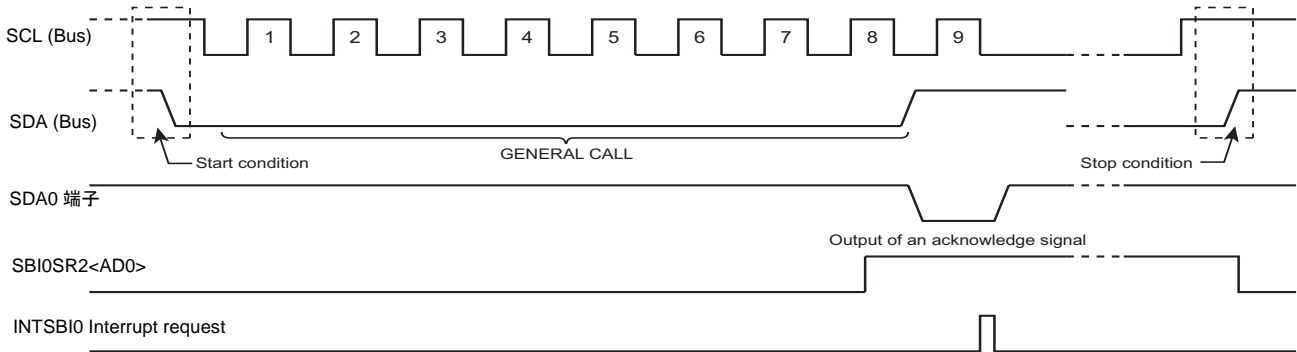 SCL (Bus)
1 2 3 4 5 6 7 8 9
SDA (Bus)
Start condition
GENERAL CALL
Stop condition
SDA0 端子
Output of an acknowledge signal
SBI0SR2<AD0>
INTSBI0 Interrupt request